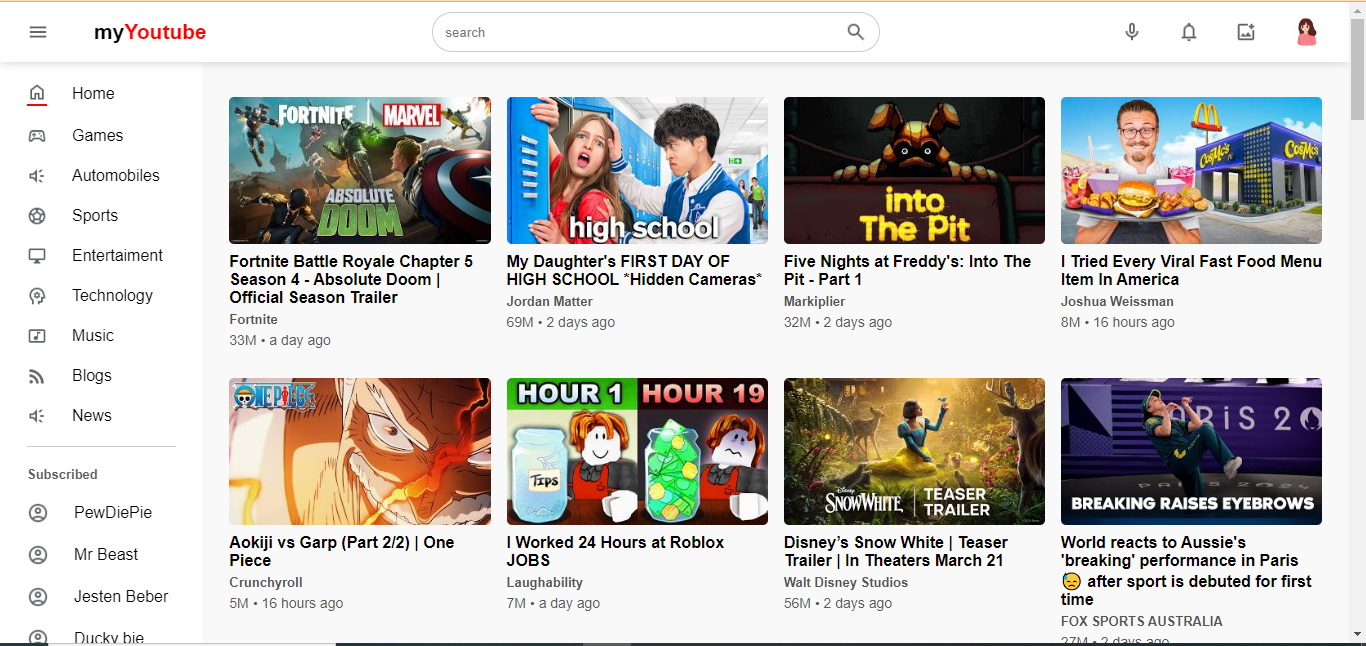 myYoutube
search
Home
Games
Automobiles
Sports
Entertaiment
Technology
Music
Blogs
News
Subscribed
PewDiePie
Mr Beast
Jesten Beber
Ducky bie
FORTNITE MARVEL
ABSOLUTE
DOOM
Fortnite Battle Royale Chapter 5
Season 4 - Absolute Doom |
Official Season Trailer
Fortnite
33M • a day ago
high school
My Daughter's FIRST DAY OF
HIGH SCHOOL *Hidden Cameras*
Jordan Matter
69M • 2 days ago
into
The Pit
Five Nights at Freddy's: Into The
Pit - Part 1
Markiplier
32M • 2 days ago
CosMc's CosMc's
I Tried Every Viral Fast Food Menu
Item In America
Joshua Weissman
8M • 16 hours ago
ONE PIECE
Aokiji vs Garp (Part 2/2) | One
Piece
Crunchyroll
5M • 16 hours ago
HOUR 1 HOUR 19
TIPS
I Worked 24 Hours at Roblox
JOBS
Laughability
7M • a day ago
Disney
SNOW WHITE
TEASER
TRAILER
Disney’s Snow White | Teaser
Trailer | In Theaters March 21
Walt Disney Studios
56M • 2 days ago
PARIS 20
PARIS 2024
BREAKING RAISES EYEBROWS
World reacts to Aussie's
'breaking' performance in Paris
😓 after sport is debuted for first
time
FOX SPORTS AUSTRALIA
27M • 2 days ago